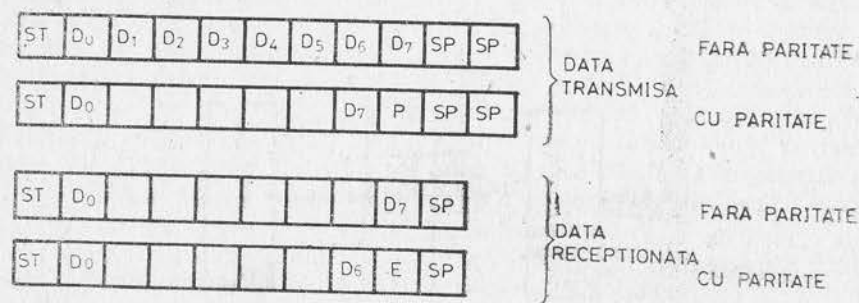 ST D0 D1 D2 D3 D4 D5 D6 D7 SP SP
FARA PARITATE
DATA
TRANSMISA
ST D0 D7 P SP SP
CU PARITATE
ST D0 D7 SP
FARA PARITATE
DATA
RECEPTIONATA
ST D0 D6 E SP
CU PARITATE